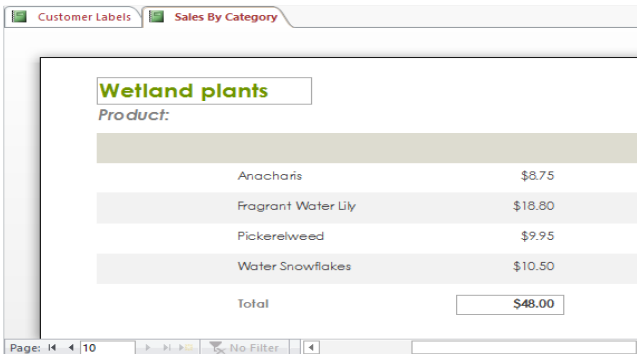 Customer Labels Sales By Category
Wetland plants
Product:
Anacharis $8.75
Fragrant Water Lily $18.80
Pickerelweed $9.95
Water Snowflakes $10.50
Total $48.00
Page: 10 No Filter